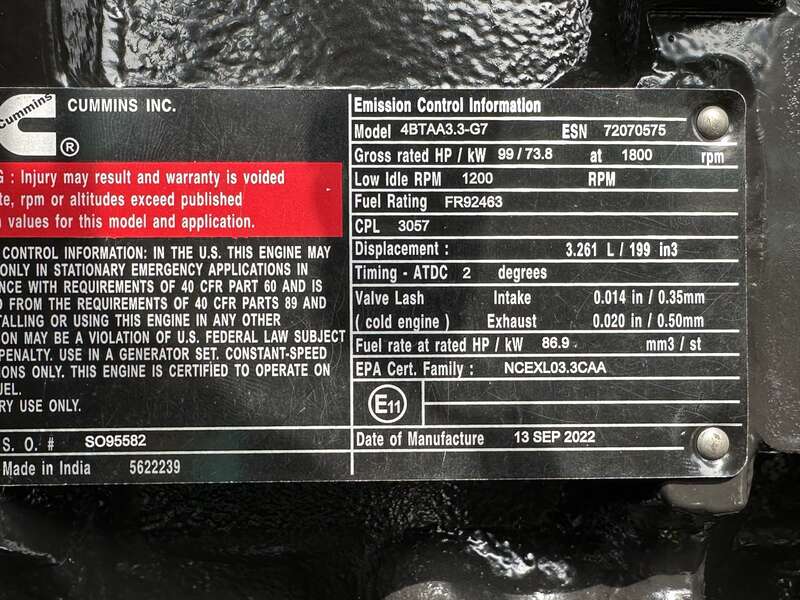 Cummins
®
CUMMINS INC.
G : Injury may result and warranty is voided
te, rpm or altitudes exceed published
values for this model and application.
CONTROL INFORMATION: IN THE U.S. THIS ENGINE MAY
ONLY IN STATIONARY EMERGENCY APPLICATIONS IN
NCE WITH REQUIREMENTS OF 40 CFR PART 60 AND IS
D FROM THE REQUIREMENTS OF 40 CFR PARTS 89 AND
TALLING OR USING THIS ENGINE IN ANY OTHER
ION MAY BE A VIOLATION OF U.S. FEDERAL LAW SUBJECT
PENALTY. USE IN A GENERATOR SET. CONSTANT-SPEED
IONS ONLY. THIS ENGINE IS CERTIFIED TO OPERATE ON
UEL.
RY USE ONLY.
S. O. # SO95582
Made in India 5622239
Emission Control Information
Model 4BTAA3.3-G7 ESN 72070575
Gross rated HP / kW 99/73.8 at 1800 rpm
Low Idle RPM 1200 RPM
Fuel Rating FR92463
CPL 3057
Displacement : 3.261 L / 199 in3
Timing - ATDC 2 degrees
Valve Lash Intake 0.014 in / 0.35mm
( cold engine ) Exhaust 0.020 in / 0.50mm
Fuel rate at rated HP / kW 86.9 mm3 / st
EPA Cert. Family : NCEXL03.3CAA
E11
Date of Manufacture 13 SEP 2022